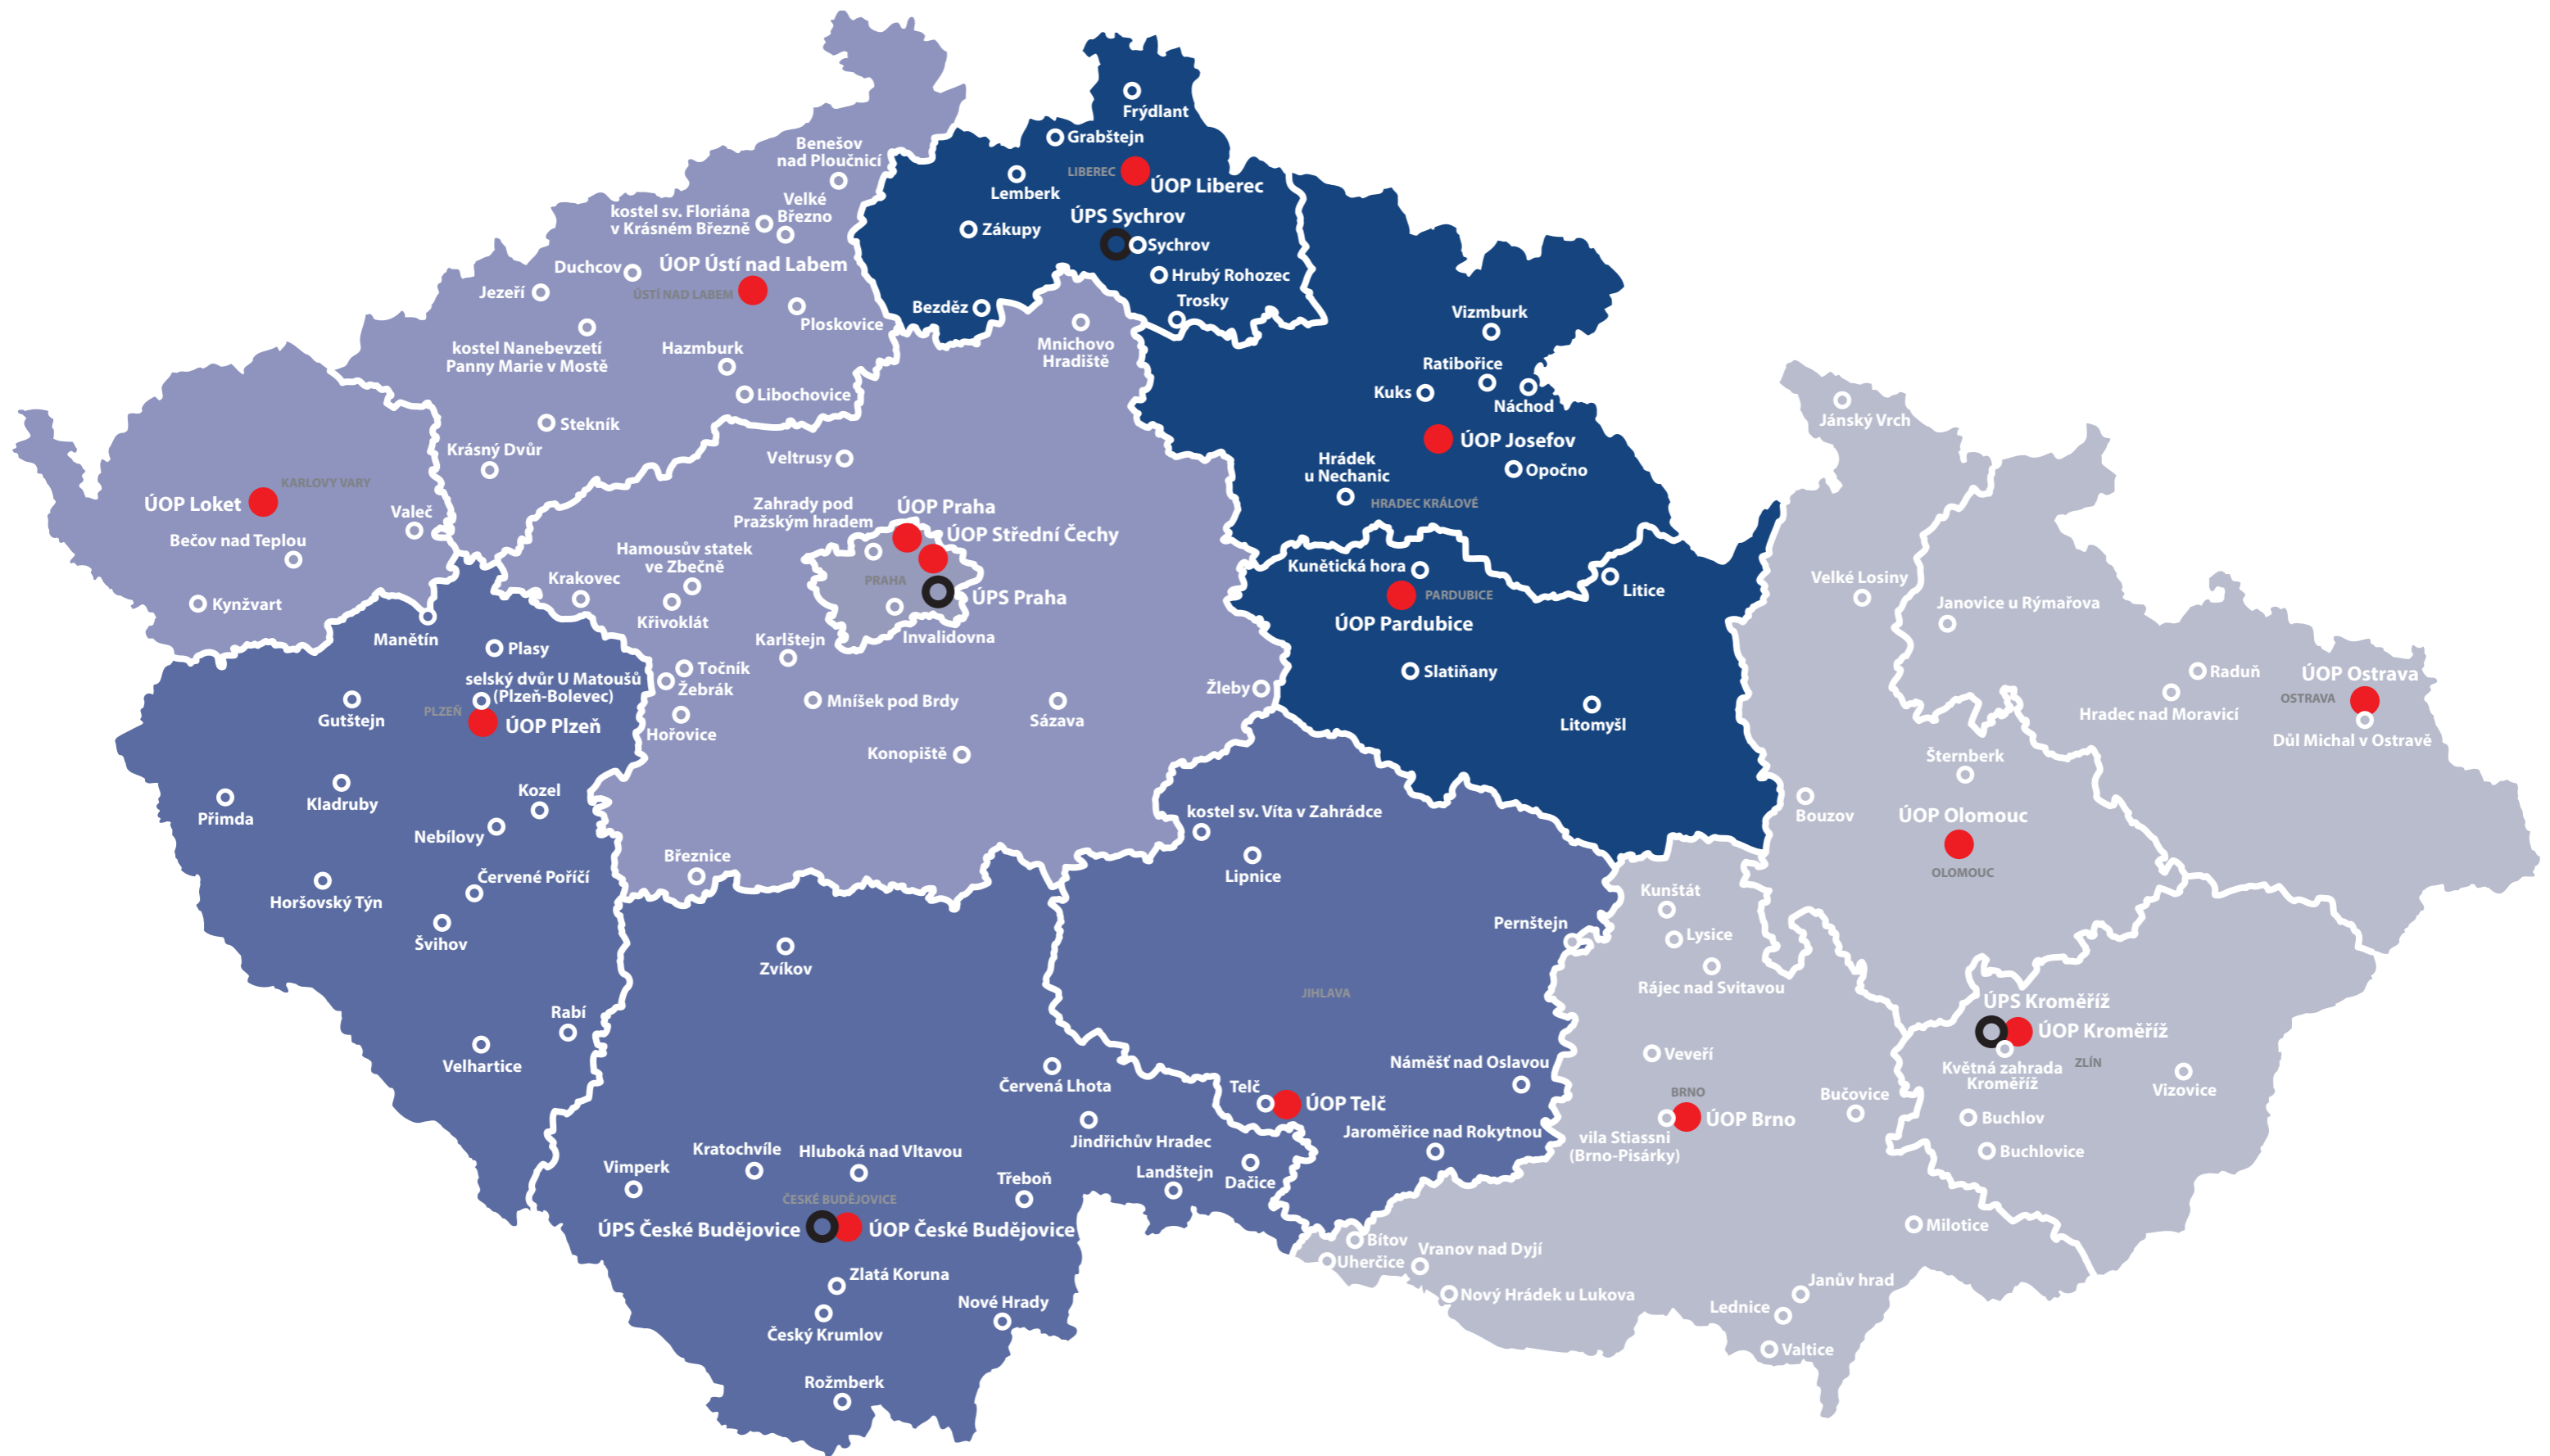 Frýdlant
Grabštejn
LIBEREC
ÚOP Liberec
Lemberk
ÚPS Sychrov
Zákupy
Sychrov
Hrubý Rohozec
Trosky
Bezděz
Benešov
nad Ploučnicí
Velké
Březno
kostel sv. Floriána
v Krásném Březně
Duchcov
ÚOP Ústí nad Labem
ÚSTÍ NAD LABEM
Jezeří
Ploskovice
kostel Nanebevzetí
Panny Marie v Mostě
Hazmburk
Libochovice
Stekník
Krásný Dvůr
Mnichovo
Hradiště
Vizmburk
Ratibořice
Kuks
Náchod
ÚOP Josefov
Hrádek
u Nechanic
Opočno
HRADEC KRÁLOVÉ
Jánský Vrch
KARLOVY VARY
ÚOP Loket
Valeč
Bečov nad Teplou
Kynžvart
Veltrusy
Zahrady pod
Pražským hradem
ÚOP Praha
ÚOP Střední Čechy
Hamousův statek
ve Zbečně
PRAHA
ÚPS Praha
Krakovec
Křivoklát
Invalidovna
Karlštejn
Točník
Žebrák
Mníšek pod Brdy
Hořovice
Sázava
Žleby
Konopiště
Březnice
Kunětická hora
PARDUBICE
Litice
ÚOP Pardubice
Slatiňany
Litomyšl
Velké Losiny
Janovice u Rýmařova
Raduň
ÚOP Ostrava
OSTRAVA
Hradec nad Moravicí
Důl Michal v Ostravě
Šternberk
Bouzov
ÚOP Olomouc
OLOMOUC
Manětín
Plasy
selský dvůr U Matoušů
(Plzeň-Bolevec)
PLZEŇ
ÚOP Plzeň
Gutštejn
Kladruby
Přimda
Kozel
Nebílovy
Červené Poříčí
Horšovský Týn
Švihov
Rabí
Velhartice
kostel sv. Víta v Zahrádce
Lipnice
Pernštejn
JIHLAVA
Náměšť nad Oslavou
Telč
ÚOP Telč
Jaroměřice nad Rokytnou
Zvíkov
Červená Lhota
Jindřichův Hradec
Landštejn
Dačice
Kratochvíle
Hluboká nad Vltavou
Vimperk
Třeboň
ČESKÉ BUDĚJOVICE
ÚPS České Budějovice
ÚOP České Budějovice
Zlatá Koruna
Nové Hrady
Český Krumlov
Rožmberk
Kunštát
Lysice
Rájec nad Svitavou
Veveří
BRNO
ÚOP Brno
vila Stiassni
(Brno-Pisárky)
Bučovice
Bítov
Uherčice
Vranov nad Dyjí
Nový Hrádek u Lukova
Milotice
Janův hrad
Lednice
Valtice
ÚPS Kroměříž
ÚOP Kroměříž
Květná zahrada
Kroměříž
ZLÍN
Vizovice
Buchlov
Buchlovice